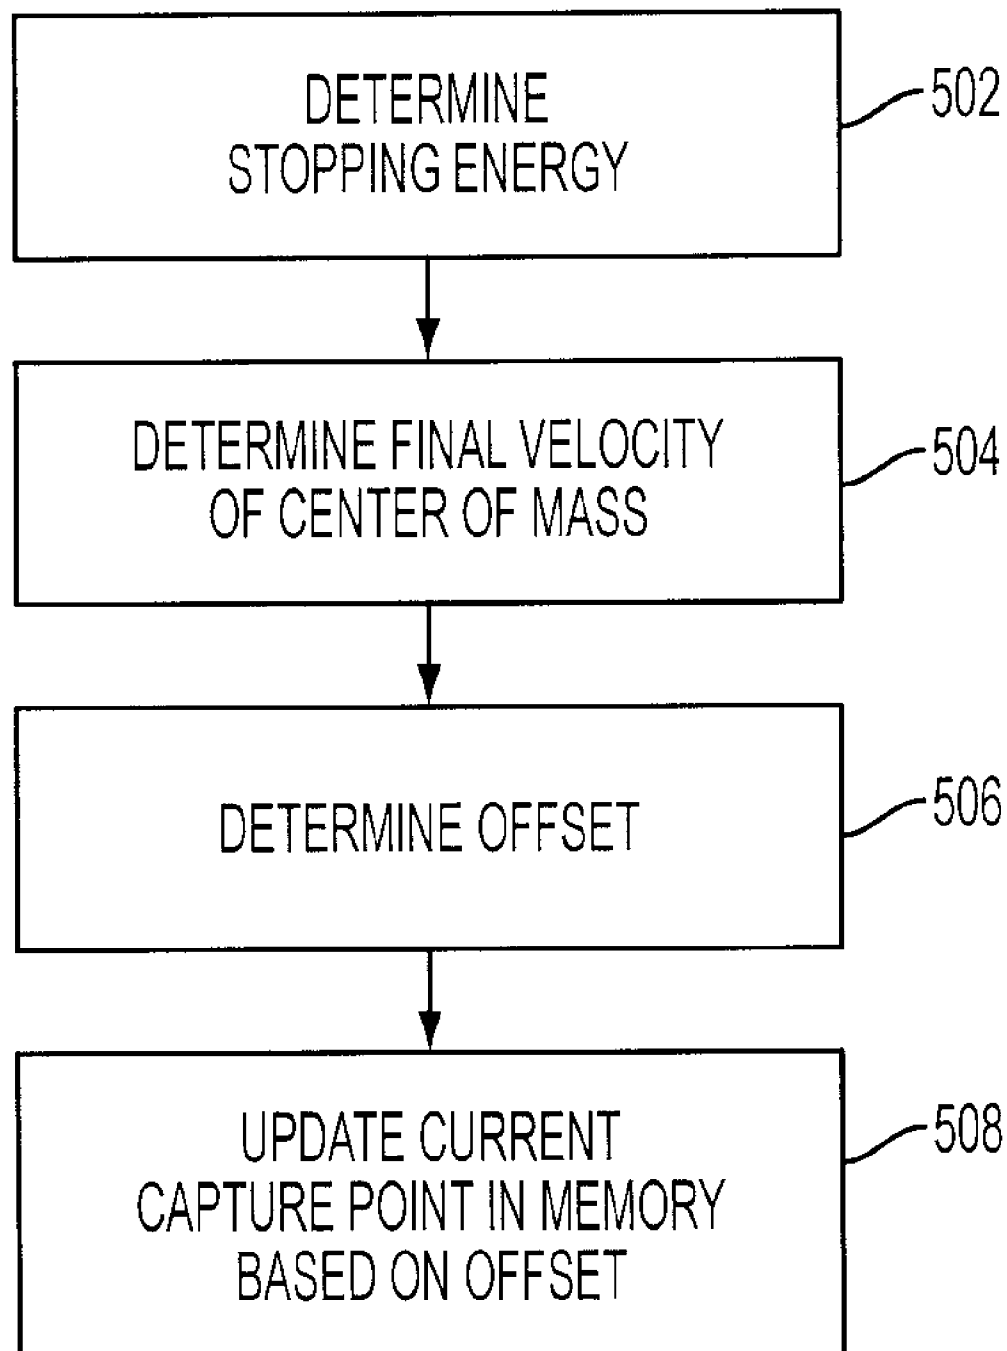 DETERMINE
STOPPING ENERGY
502
DETERMINE FINAL VELOCITY
OF CENTER OF MASS
504
DETERMINE OFFSET
506
UPDATE CURRENT
CAPTURE POINT IN MEMORY
BASED ON OFFSET
508